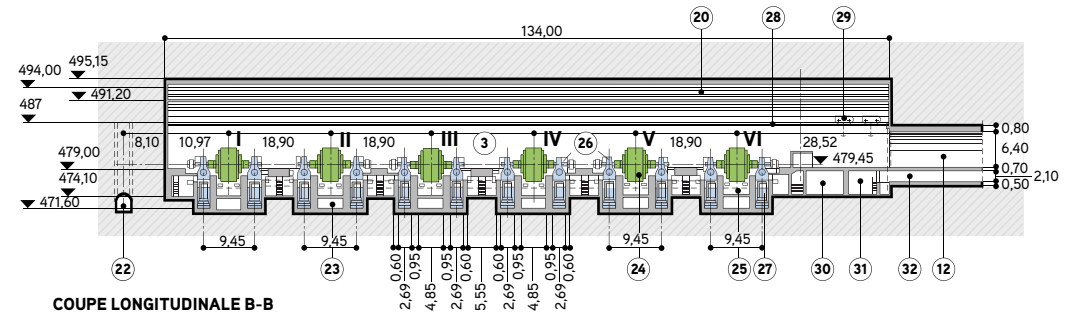 20 28 29
134,00
495,15
494,00
491,20
487
8,10 10,97 I 18,90 II 18,90 III 3 IV 26 V 18,90 VI 28,52
0,80
6,40
479,00
479,45
0,70
2,10
474,10
0,50
471,60
9,45 9,45 9,45 9,45
0,60 2,69 0,95 4,85 0,95 2,69 0,60 5,55 0,60 2,69 0,95 4,85 0,95 2,69 0,60
22 23 24 25 27 30 31 32 12
COUPE LONGITUDINALE B-B